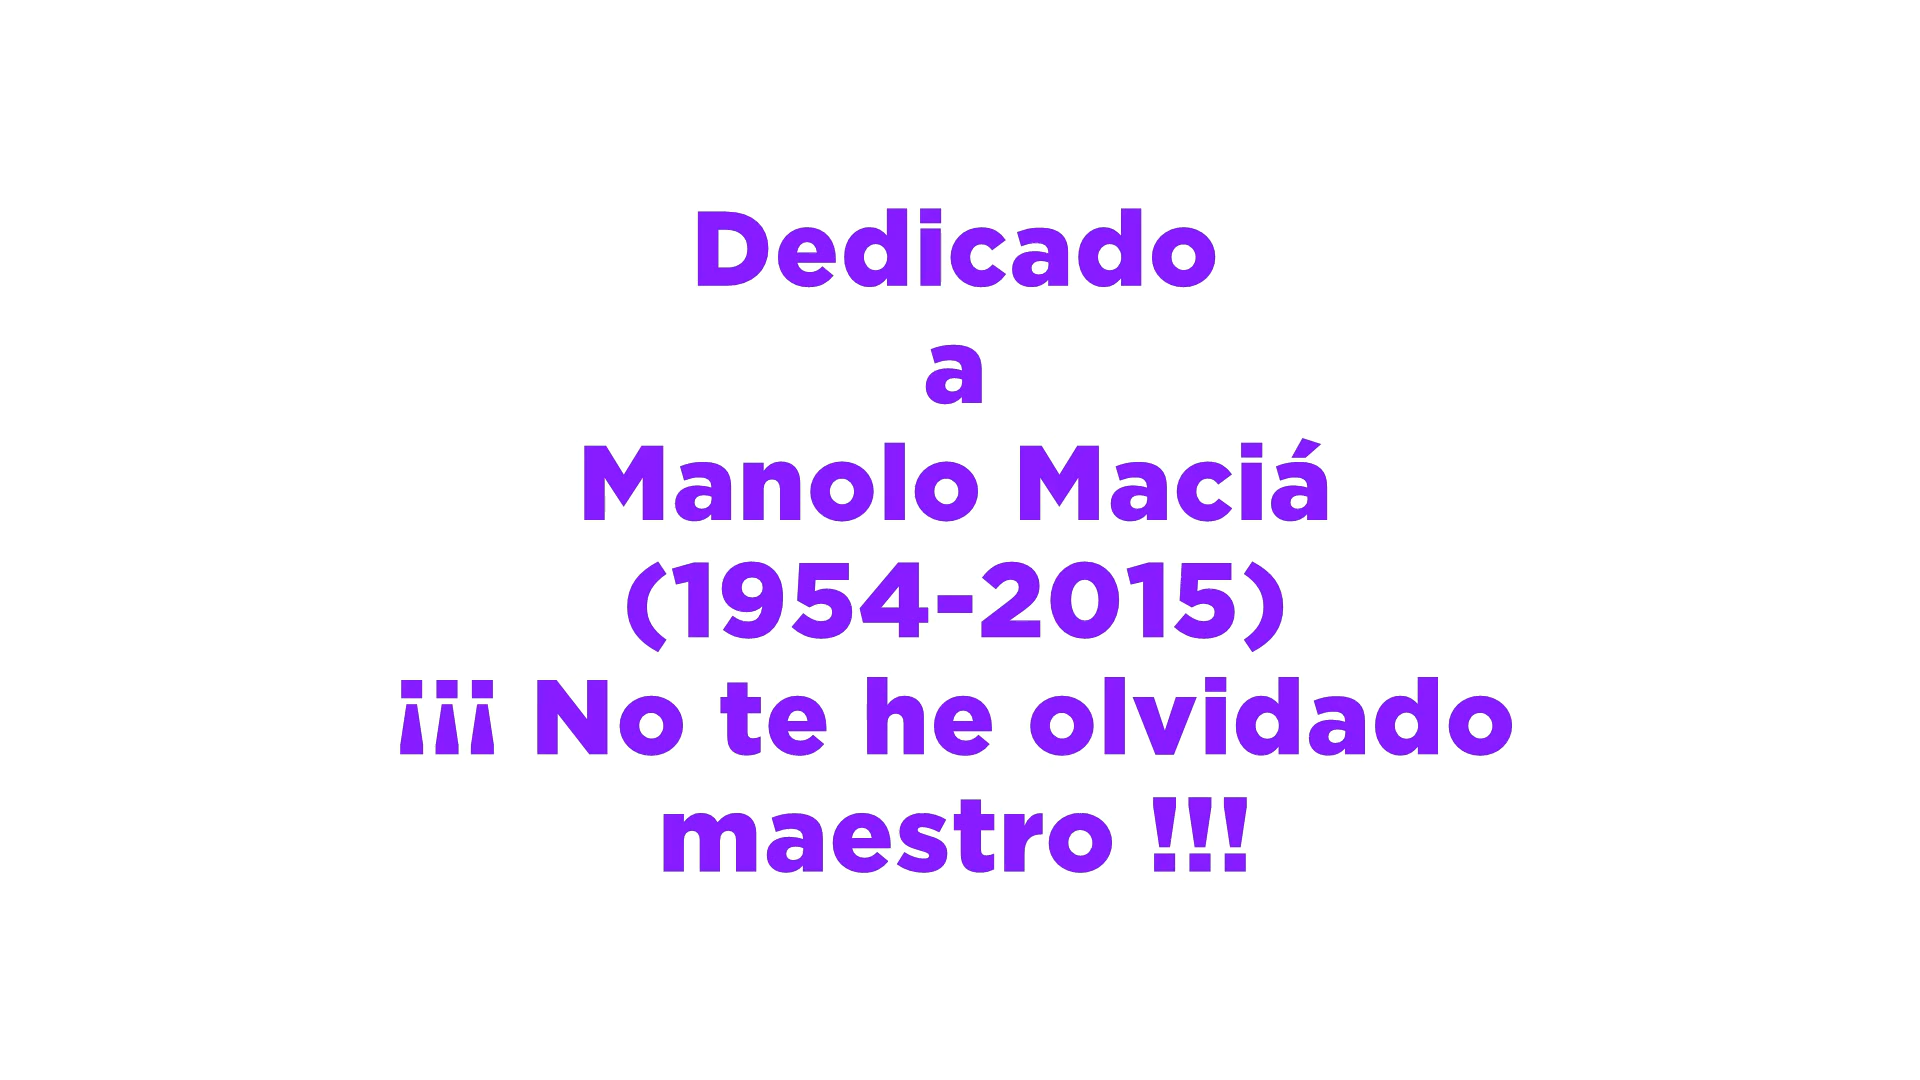 Dedicado
a
Manolo Maciá
(1954-2015)
¡¡¡ No te he olvidado
maestro !!!